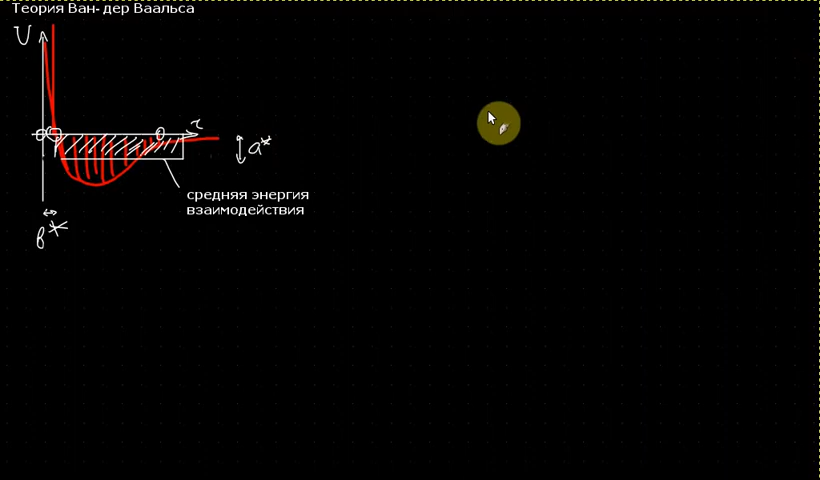 Теория Ван- дер Ваальса
U
r
a*
средняя энергия
взаимодействия
в*